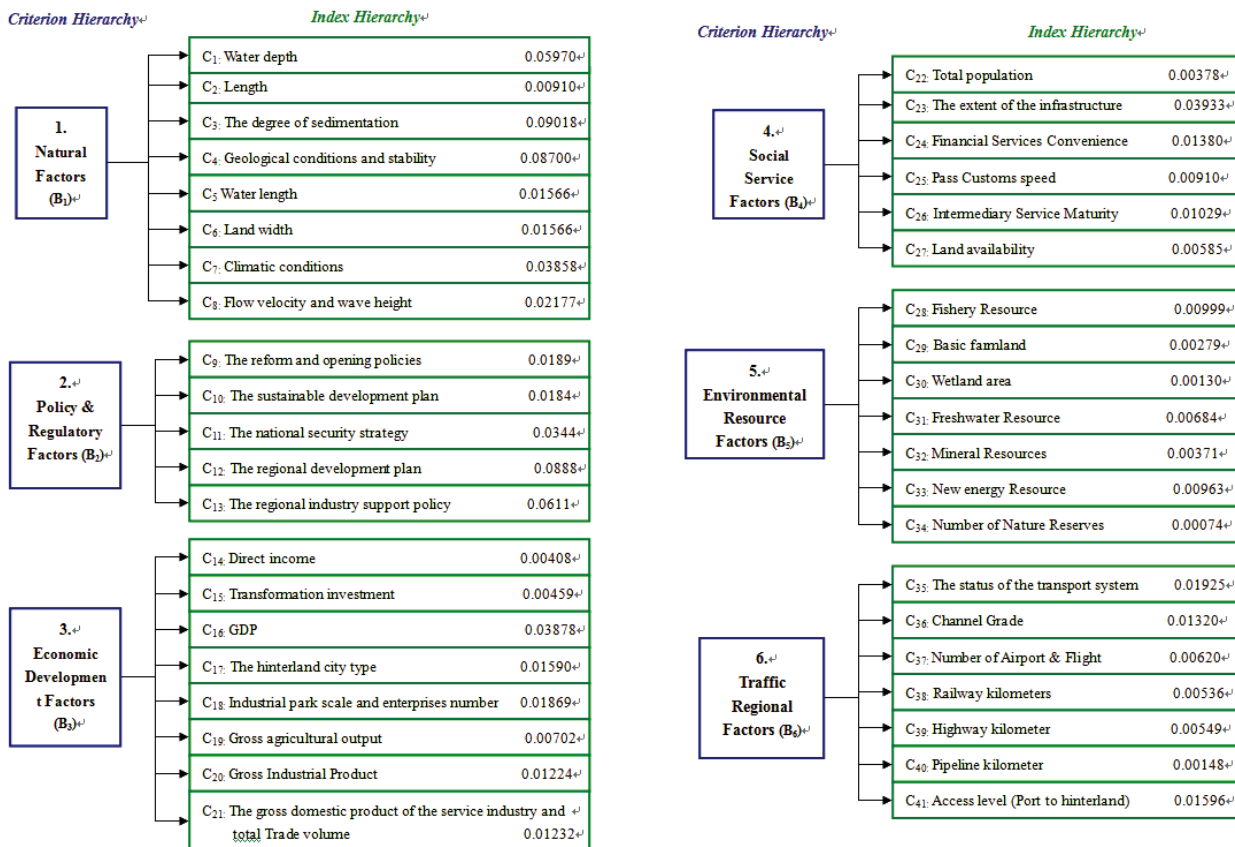 Criterion Hierarchy↵
Index Hierarchy↵
C1: Water depth 0.05970↵
C2: Length 0.00910↵
C3: The degree of sedimentation 0.09018↵
C4: Geological conditions and stability 0.08700↵
C5 Water length 0.01566↵
C6: Land width 0.01566↵
C7: Climatic conditions 0.03858↵
C8: Flow velocity and wave height 0.02177↵
1.↵
Natural
Factors
(B1)↵
C9: The reform and opening policies 0.0189↵
C10: The sustainable development plan 0.0184↵
C11: The national security strategy 0.0344↵
C12: The regional development plan 0.0888↵
C13: The regional industry support policy 0.0611↵
2.↵
Policy &
Regulatory
Factors (B2)↵
C14: Direct income 0.00408↵
C15: Transformation investment 0.00459↵
C16: GDP 0.03878↵
C17: The hinterland city type 0.01590↵
C18: Industrial park scale and enterprises number 0.01869↵
C19: Gross agricultural output 0.00702↵
C20: Gross Industrial Product 0.01224↵
C21: The gross domestic product of the service industry and ↵
total Trade volume 0.01232↵
3.↵
Economic
Developmen
t Factors
(B3)↵
Criterion Hierarchy↵
Index Hierarchy↵
C22: Total population 0.00378↵
C23: The extent of the infrastructure 0.03933↵
C24: Financial Services Convenience 0.01380↵
C25: Pass Customs speed 0.00910↵
C26: Intermediary Service Maturity 0.01029↵
C27: Land availability 0.00585↵
4.↵
Social
Service
Factors (B4)↵
C28: Fishery Resource 0.00999↵
C29: Basic farmland 0.00279↵
C30: Wetland area 0.00130↵
C31: Freshwater Resource 0.00684↵
C32: Mineral Resources 0.00371↵
C33: New energy Resource 0.00963↵
C34: Number of Nature Reserves 0.00074↵
5.↵
Environmental
Resource
Factors (B5)↵
C35: The status of the transport system 0.01925↵
C36: Channel Grade 0.01320↵
C37: Number of Airport & Flight 0.00620↵
C38: Railway kilometers 0.00536↵
C39: Highway kilometer 0.00549↵
C40: Pipeline kilometer 0.00148↵
C41: Access level (Port to hinterland) 0.01596↵
6.↵
Traffic
Regional
Factors (B6)↵